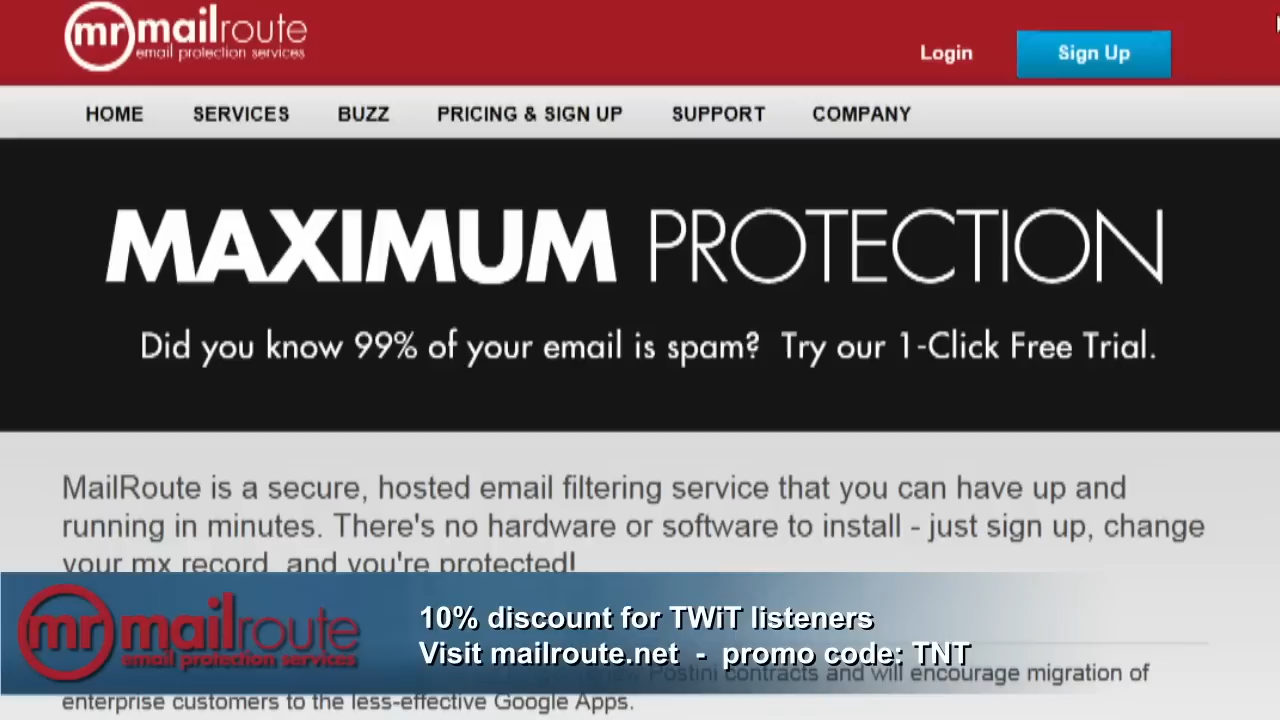 mr mailroute
email protection services
Login
Sign Up
HOME SERVICES BUZZ PRICING & SIGN UP SUPPORT COMPANY
MAXIMUM PROTECTION
Did you know 99% of your email is spam? Try our 1-Click Free Trial.
MailRoute is a secure, hosted email filtering service that you can have up and
running in minutes. There's no hardware or software to install - just sign up, change
your mx record, and you're protected!
mr mailroute
email protection services
10% discount for TWiT listeners
Visit mailroute.net - promo code: TNT
Postini contracts and will encourage migration of
enterprise customers to the less-effective Google Apps.